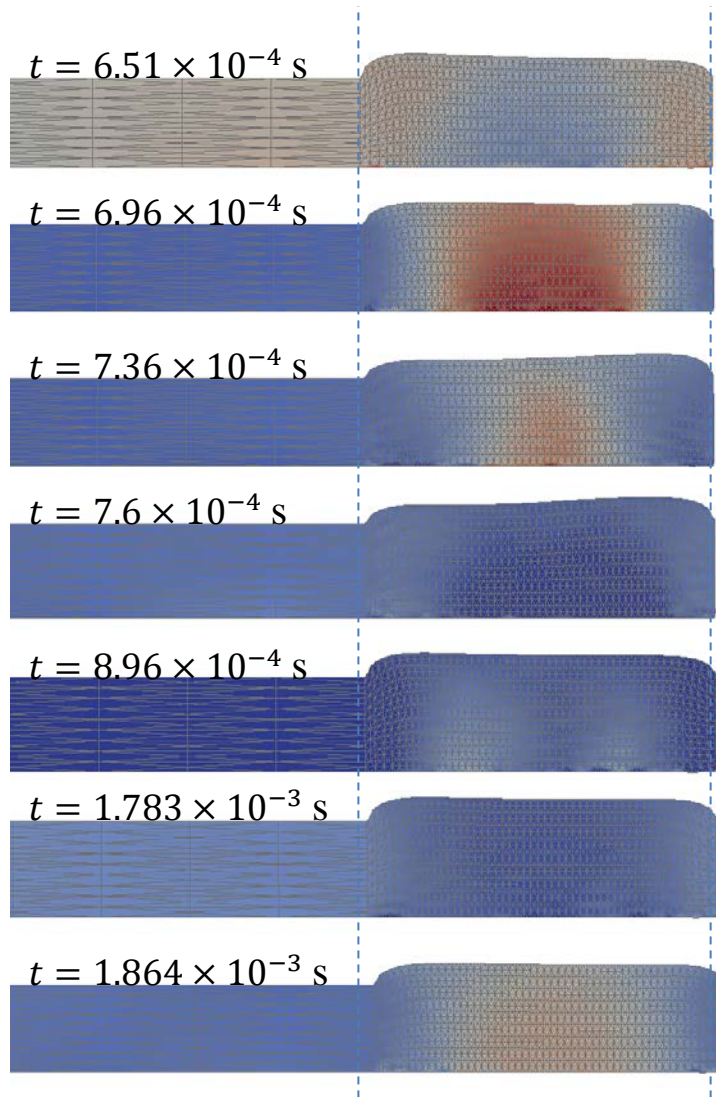 t = 6.51 × 10⁻⁴ s
t = 6.96 × 10⁻⁴ s
t = 7.36 × 10⁻⁴ s
t = 7.6 × 10⁻⁴ s
t = 8.96 × 10⁻⁴ s
t = 1.783 × 10⁻³ s
t = 1.864 × 10⁻³ s